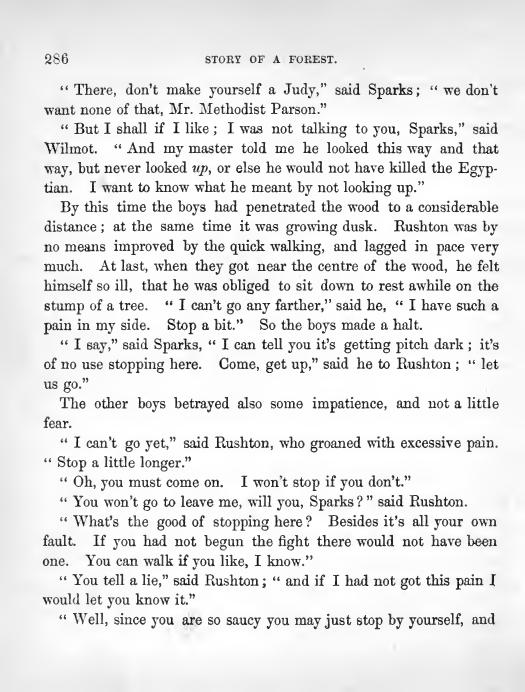 286 STORY OF A FOREST.
“ There, don't make yourself a Judy,” said Sparks ; “ we don't
want none of that, Mr. Methodist Parson.”
“ But I shall if I like ; I was not talking to you, Sparks,” said
Wilmot. “ And my master told me he looked this way and that
way, but never looked up, or else he would not have killed the Egyp-
tian. I want to know what he meant by not looking up.”
By this time the boys had penetrated the wood to a considerable
distance ; at the same time it was growing dusk. Rushton was by
no means improved by the quick walking, and lagged in pace very
much. At last, when they got near the centre of the wood, he felt
himself so ill, that he was obliged to sit down to rest awhile on the
stump of a tree. “ I can't go any farther,” said he, “ I have such a
pain in my side. Stop a bit.” So the boys made a halt.
“ I say,” said Sparks, “ I can tell you it's getting pitch dark ; it's
of no use stopping here. Come, get up,” said he to Rushton ; “ let
us go.”
The other boys betrayed also some impatience, and not a little
fear.
“ I can't go yet,” said Rushton, who groaned with excessive pain.
“ Stop a little longer.”
“ Oh, you must come on. I won't stop if you don't.”
“ You won't go to leave me, will you, Sparks ? ” said Rushton.
“ What's the good of stopping here ? Besides it's all your own
fault. If you had not begun the fight there would not have been
one. You can walk if you like, I know.”
“ You tell a lie,” said Rushton ; “ and if I had not got this pain I
would let you know it.”
“ Well, since you are so saucy you may just stop by yourself, and